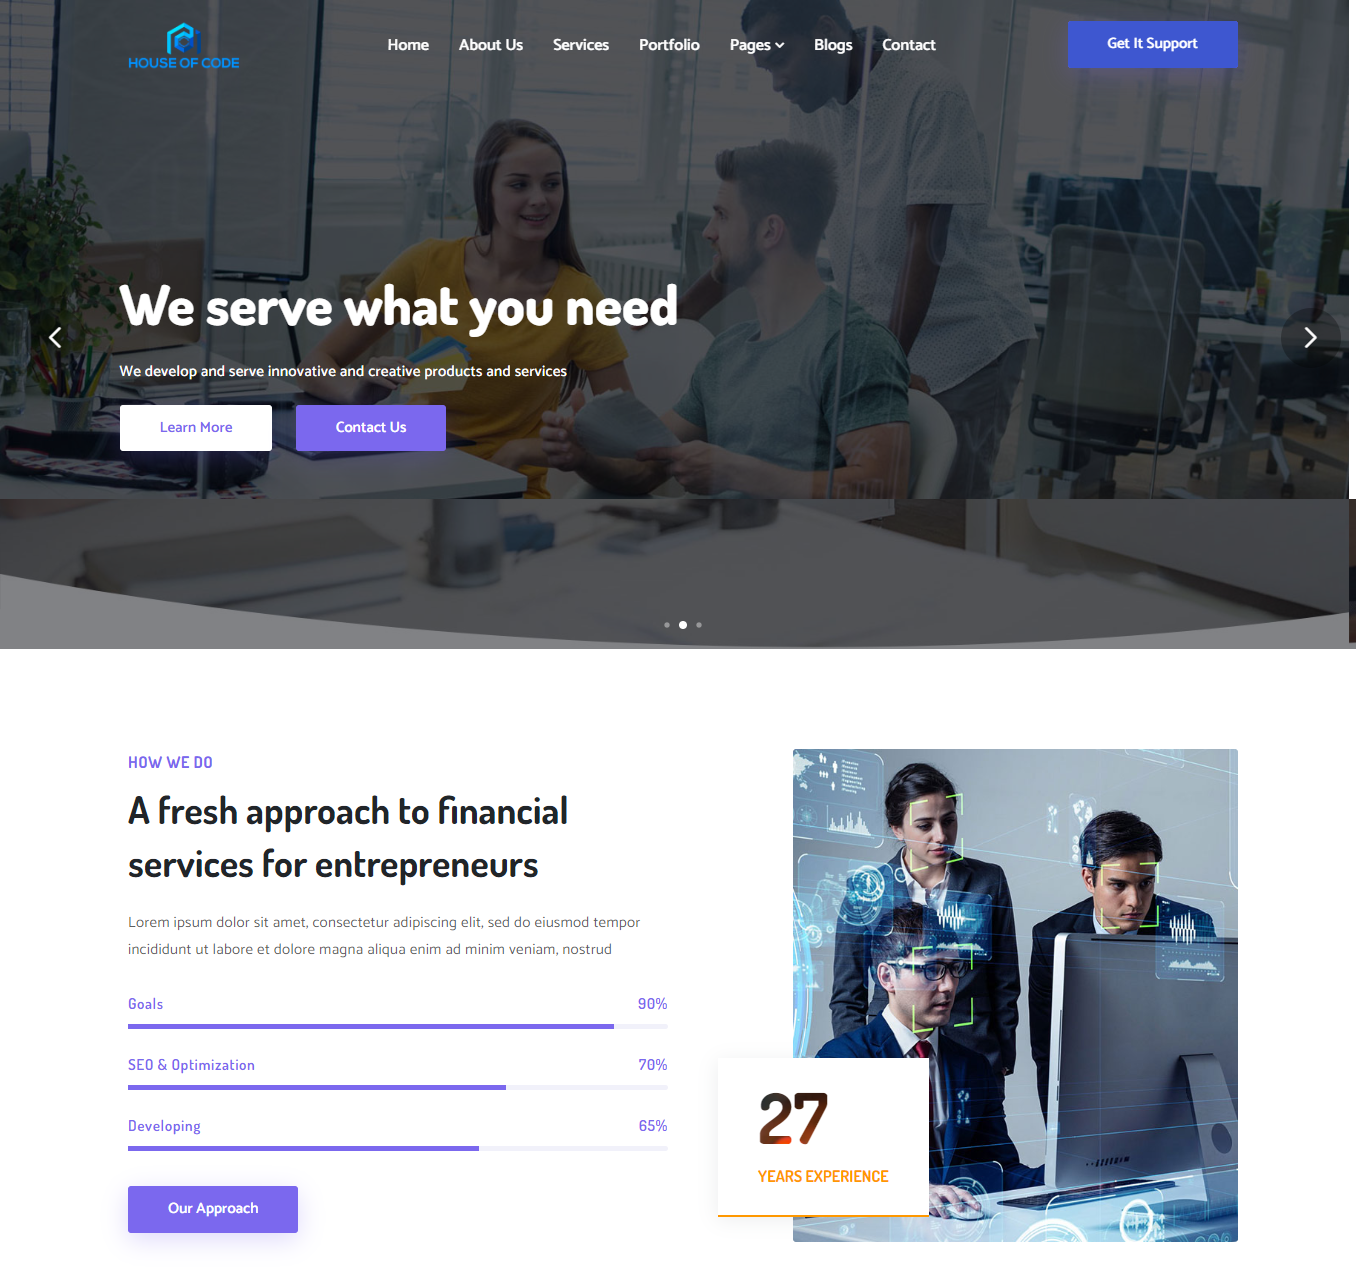 HOUSE OF CODE
Home About Us Services Portfolio Pages Blogs Contact
Get It Support
We serve what you need
We develop and serve innovative and creative products and services
Learn More Contact Us
HOW WE DO
A fresh approach to financial
services for entrepreneurs
Lorem ipsum dolor sit amet, consectetur adipiscing elit, sed do eiusmod tempor
incididunt ut labore et dolore magna aliqua enim ad minim veniam, nostrud
Goals 90%
SEO & Optimization 70%
Developing 65%
Our Approach
27
YEARS EXPERIENCE